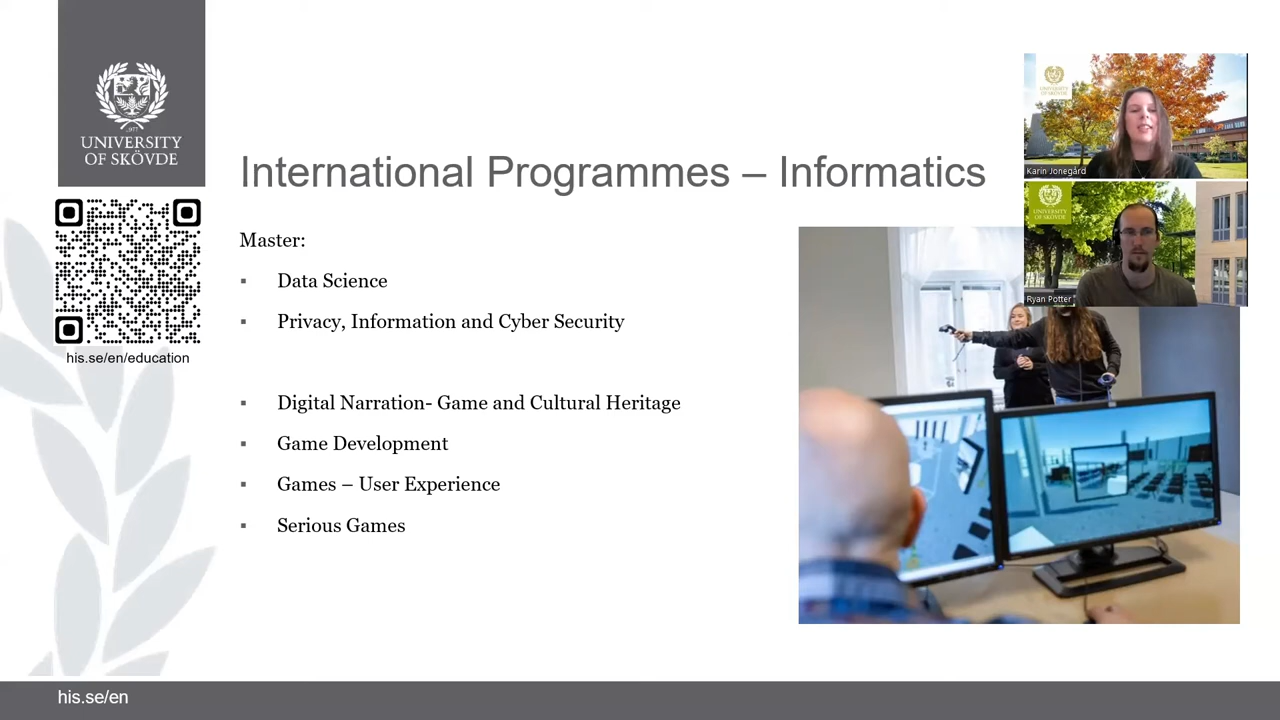 UNIVERSITY
OF SKÖVDE
his.se/en/education
International Programmes – Informatics
Master:
▪ Data Science
▪ Privacy, Information and Cyber Security
▪ Digital Narration- Game and Cultural Heritage
▪ Game Development
▪ Games – User Experience
▪ Serious Games
Karin Jonegård
Ryan Potter
his.se/en